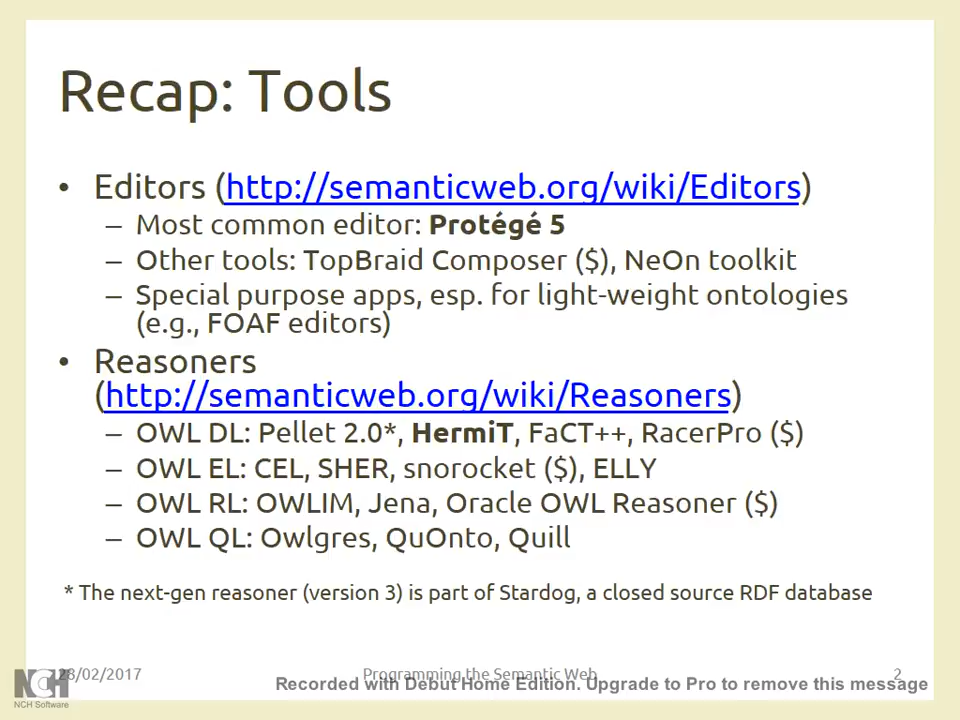 Recap: Tools
• Editors (http://semanticweb.org/wiki/Editors)
– Most common editor: Protégé 5
– Other tools: TopBraid Composer ($), NeOn toolkit
– Special purpose apps, esp. for light-weight ontologies
(e.g., FOAF editors)
• Reasoners
(http://semanticweb.org/wiki/Reasoners)
– OWL DL: Pellet 2.0*, HermiT, FaCT++, RacerPro ($)
– OWL EL: CEL, SHER, snorocket ($), ELLY
– OWL RL: OWLIM, Jena, Oracle OWL Reasoner ($)
– OWL QL: Owlgres, QuOnto, Quill
* The next-gen reasoner (version 3) is part of Stardog, a closed source RDF database
28/02/2017 Programming the Semantic Web 2
NCH
NCH Software
Recorded with Debut Home Edition. Upgrade to Pro to remove this message